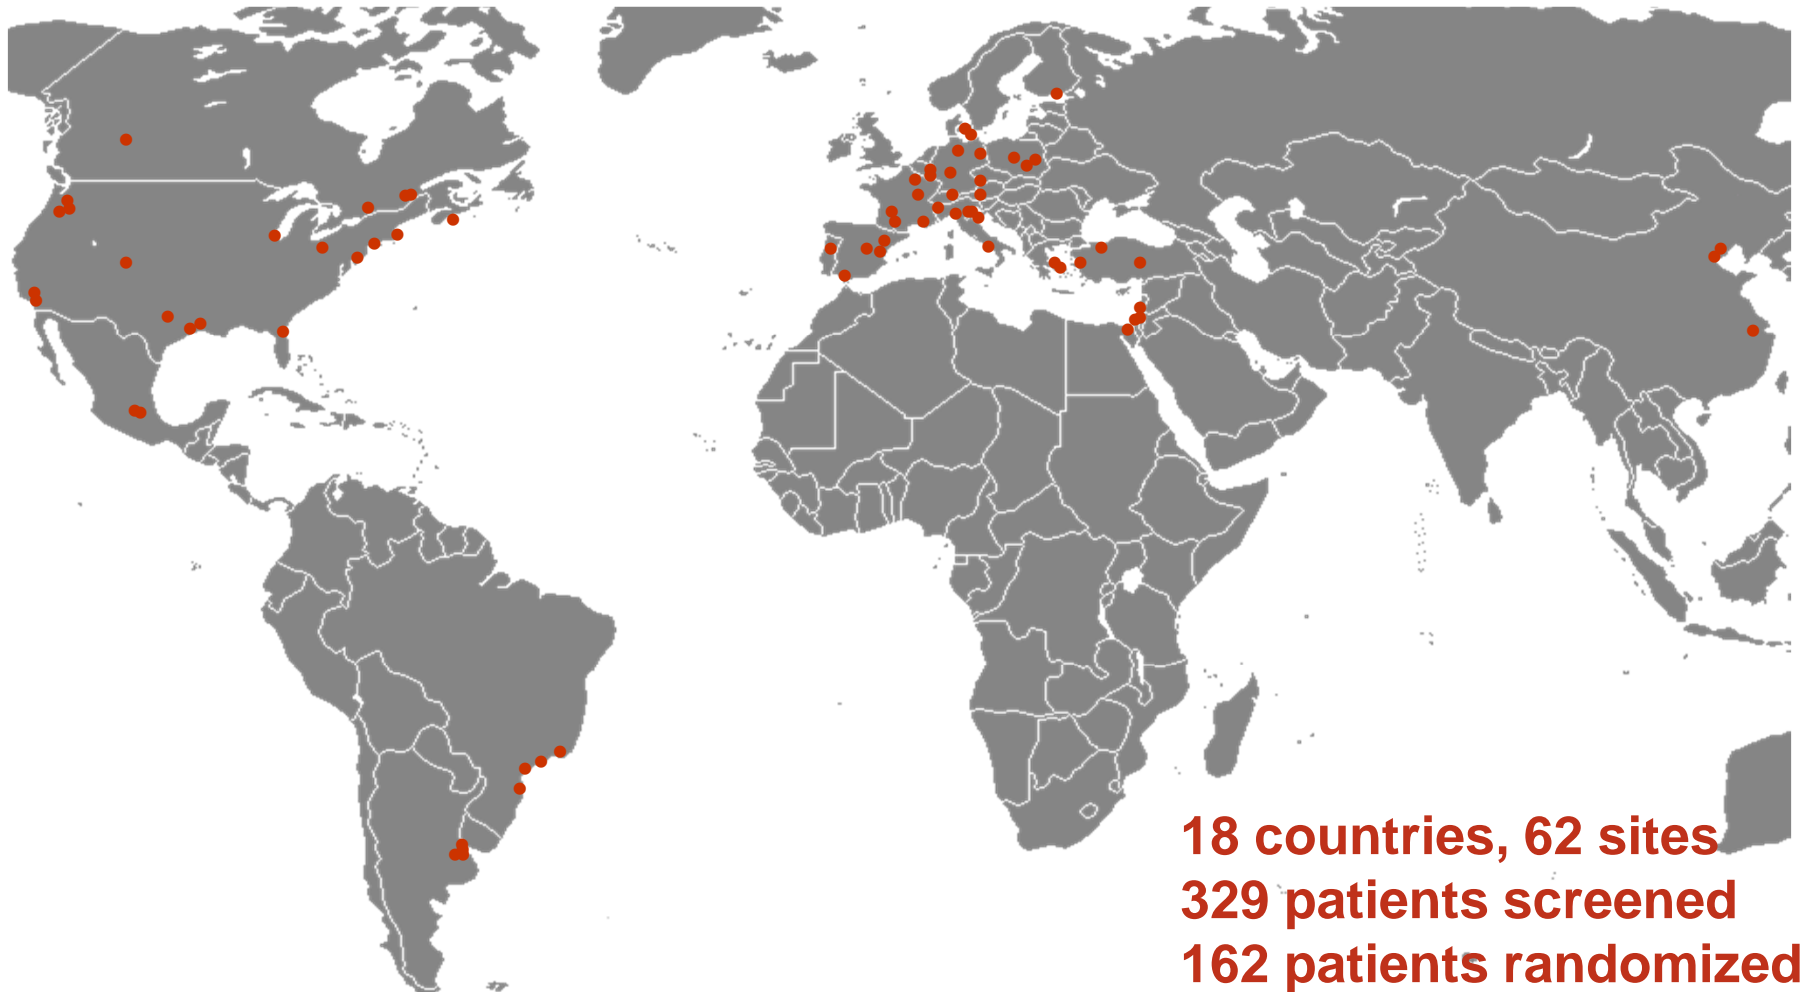 18 countries, 62 sites
329 patients screened
162 patients randomized